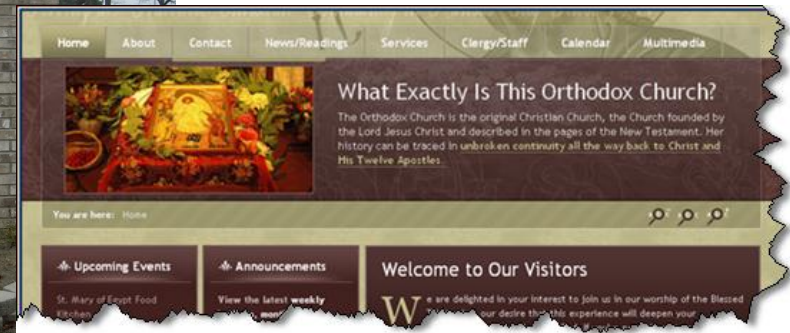 Home About Contact News/Readings Services Clergy/Staff Calendar Multimedia
What Exactly Is This Orthodox Church?
The Orthodox Church is the original Christian Church, the Church founded by
the Lord Jesus Christ and described in the pages of the New Testament. Her
history can be traced in unbroken continuity all the way back to Christ and
His Twelve Apostles.
You are here: Home
Upcoming Events
St. Mary of Egypt Food
Kitchen
Announcements
View the latest weekly
Welcome to Our Visitors
We are delighted in your interest to join us in our worship of the Blessed
our desire this experience will deepen your